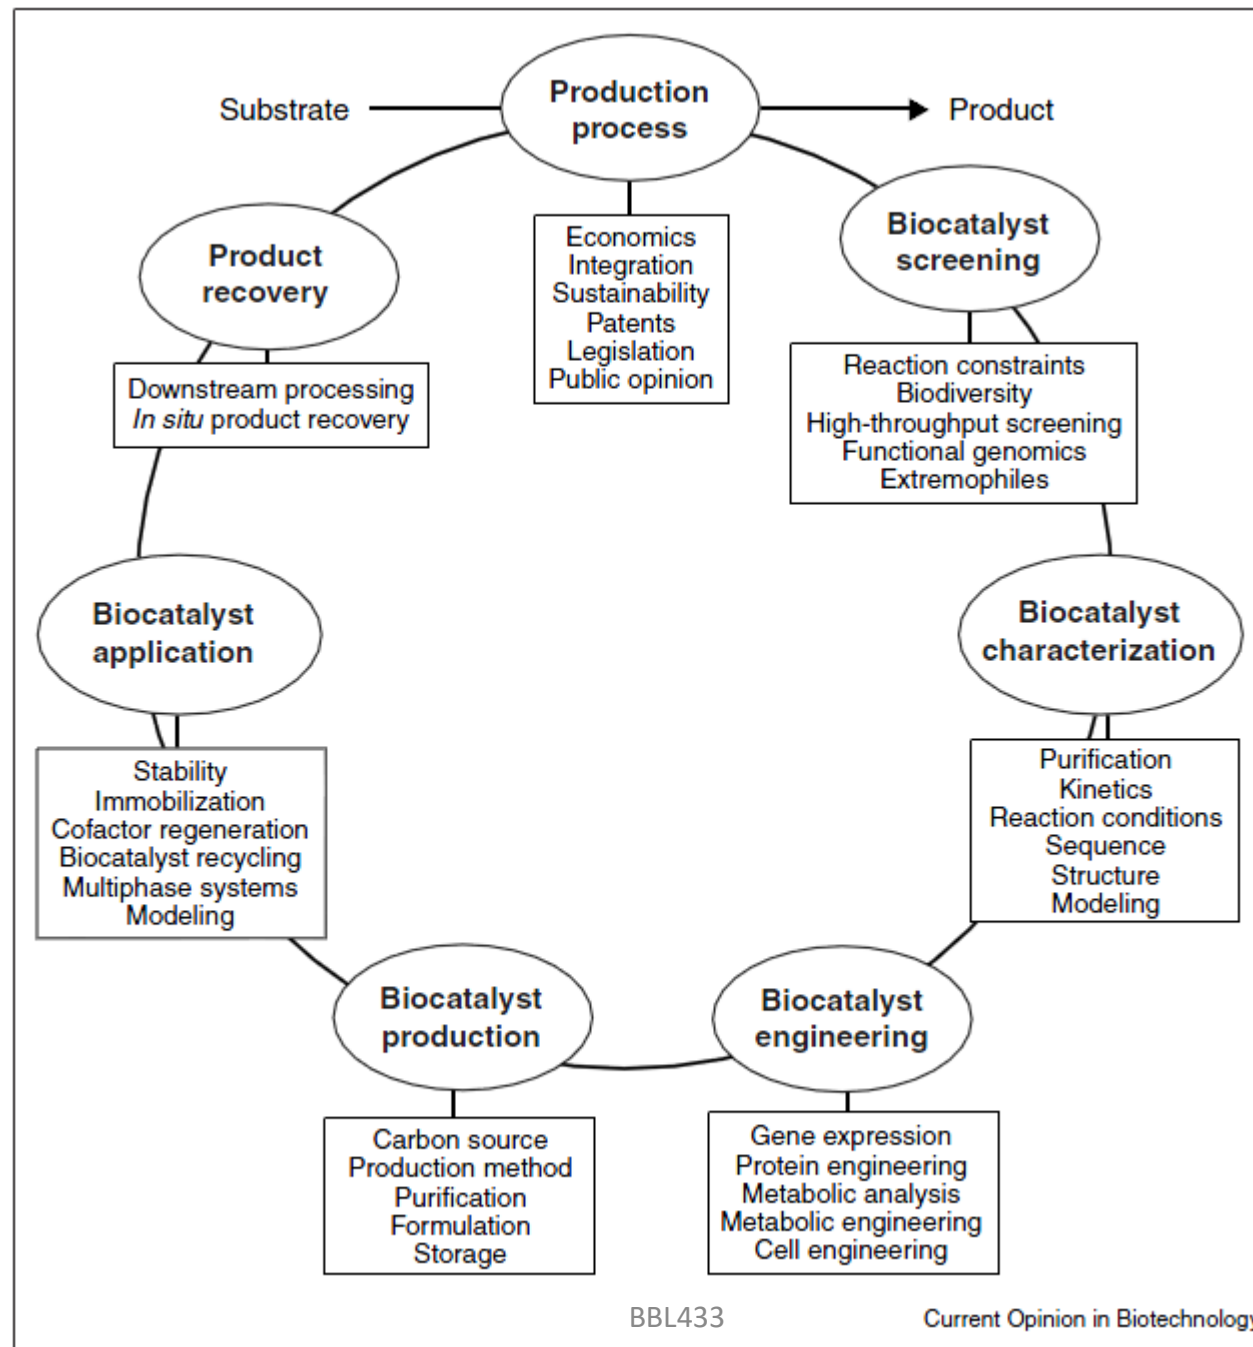 Substrate
Production
process
Product
Economics
Integration
Sustainability
Patents
Legislation
Public opinion
Biocatalyst
screening
Reaction constraints
Biodiversity
High-throughput screening
Functional genomics
Extremophiles
Biocatalyst
characterization
Purification
Kinetics
Reaction conditions
Sequence
Structure
Modeling
Biocatalyst
engineering
Gene expression
Protein engineering
Metabolic analysis
Metabolic engineering
Cell engineering
Biocatalyst
production
Carbon source
Production method
Purification
Formulation
Storage
Biocatalyst
application
Stability
Immobilization
Cofactor regeneration
Biocatalyst recycling
Multiphase systems
Modeling
Product
recovery
Downstream processing
In situ product recovery
BBL433
Current Opinion in Biotechnology